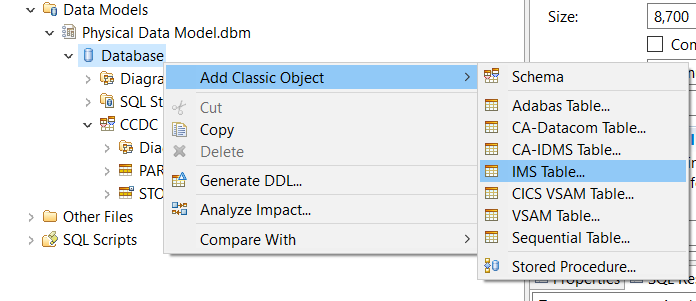 Data Models
Physical Data Model.dbm
Database
Diagra
SQL St
CCDC
Dia
PAR
STO
Other Files
SQL Scripts
Add Classic Object
Cut
Copy
Delete
Generate DDL...
Analyze Impact...
Compare With
Schema
Adabas Table...
CA-Datacom Table...
CA-IDMS Table...
IMS Table...
CICS VSAM Table...
VSAM Table...
Sequential Table...
Stored Procedure...
Size:
8,700
Com
Properties
SQL Re